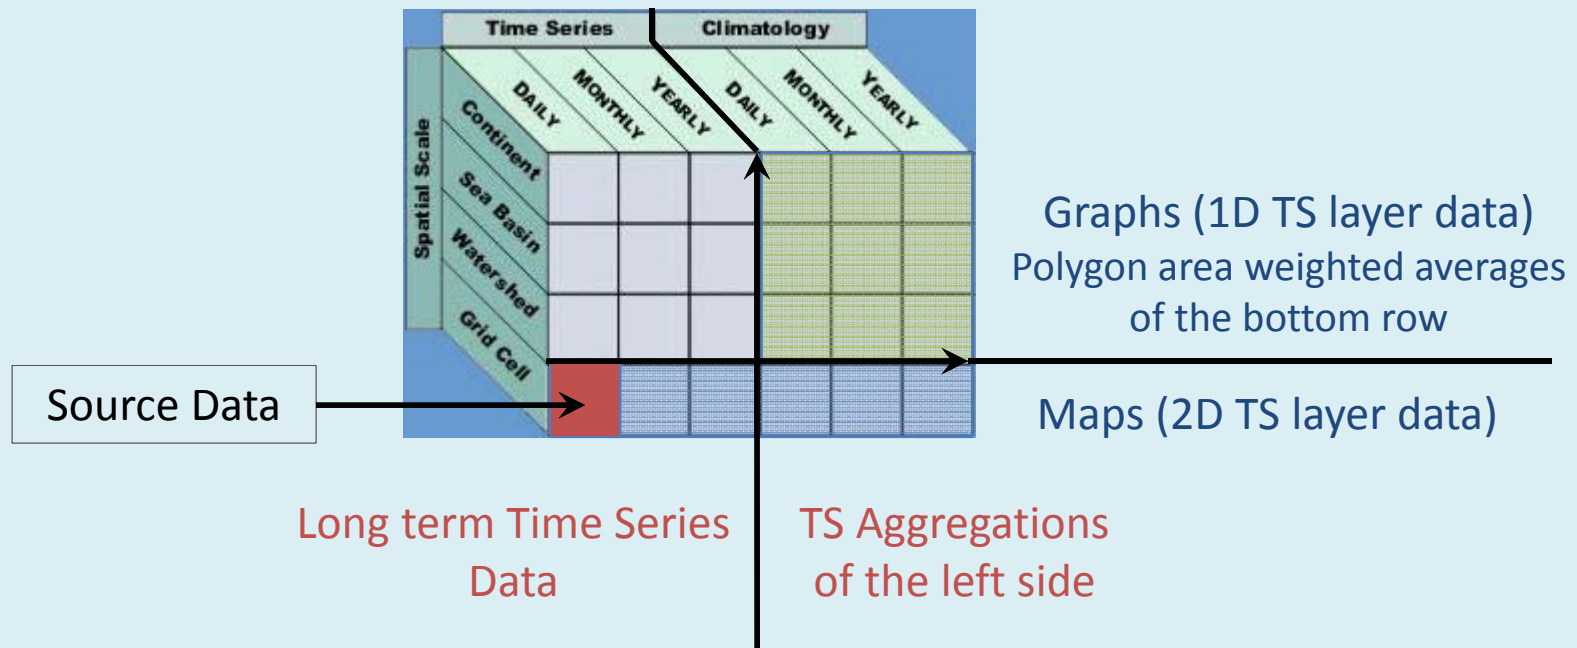 Time Series
Climatology
DAILY
MONTHLY
YEARLY
DAILY
MONTHLY
YEARLY
Spatial Scale
Continent
Sea Basin
Watershed
Grid Cell
Graphs (1D TS layer data)
Polygon area weighted averages
of the bottom row
Source Data
Maps (2D TS layer data)
Long term Time Series
Data
TS Aggregations
of the left side